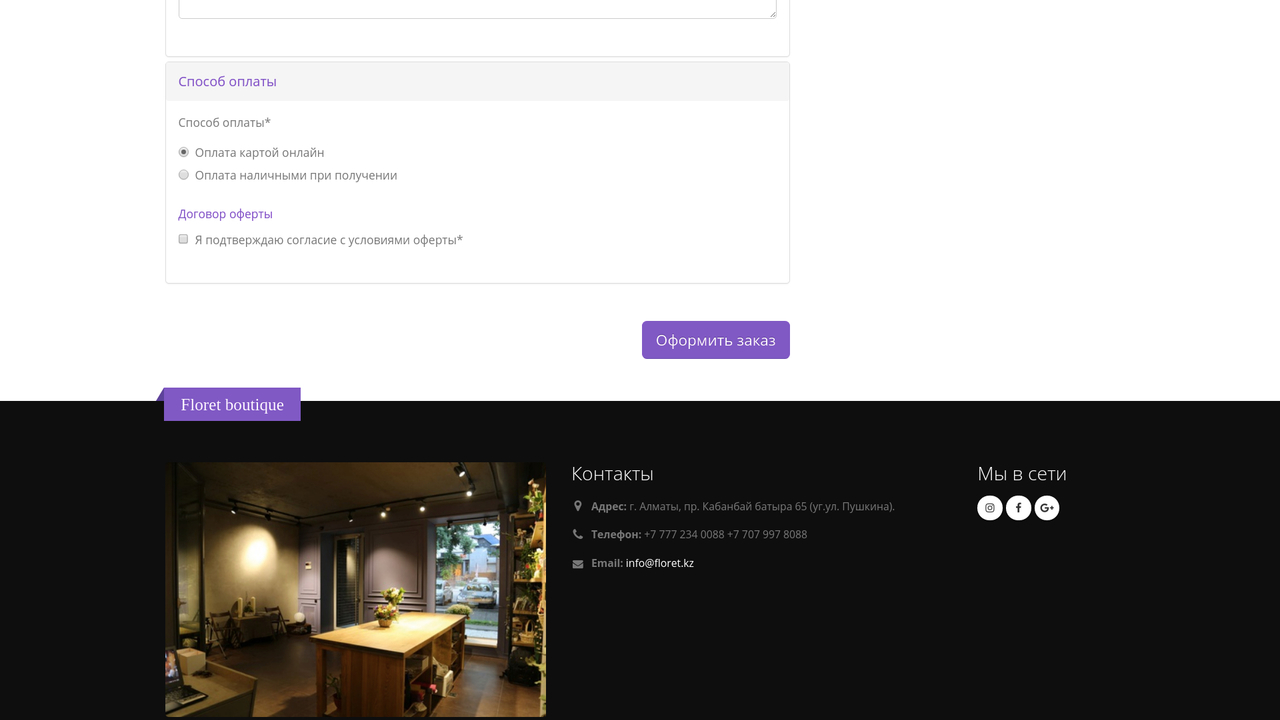 Способ оплаты
Способ оплаты*
Оплата картой онлайн
Оплата наличными при получении
Договор оферты
Я подтверждаю согласие с условиями оферты*
Оформить заказ
Floret boutique
Контакты
Адрес: г. Алматы, пр. Кабанбай батыра 65 (уг.ул. Пушкина).
Телефон: +7 777 234 0088 +7 707 997 8088
Email: info@floret.kz
Мы в сети
G+